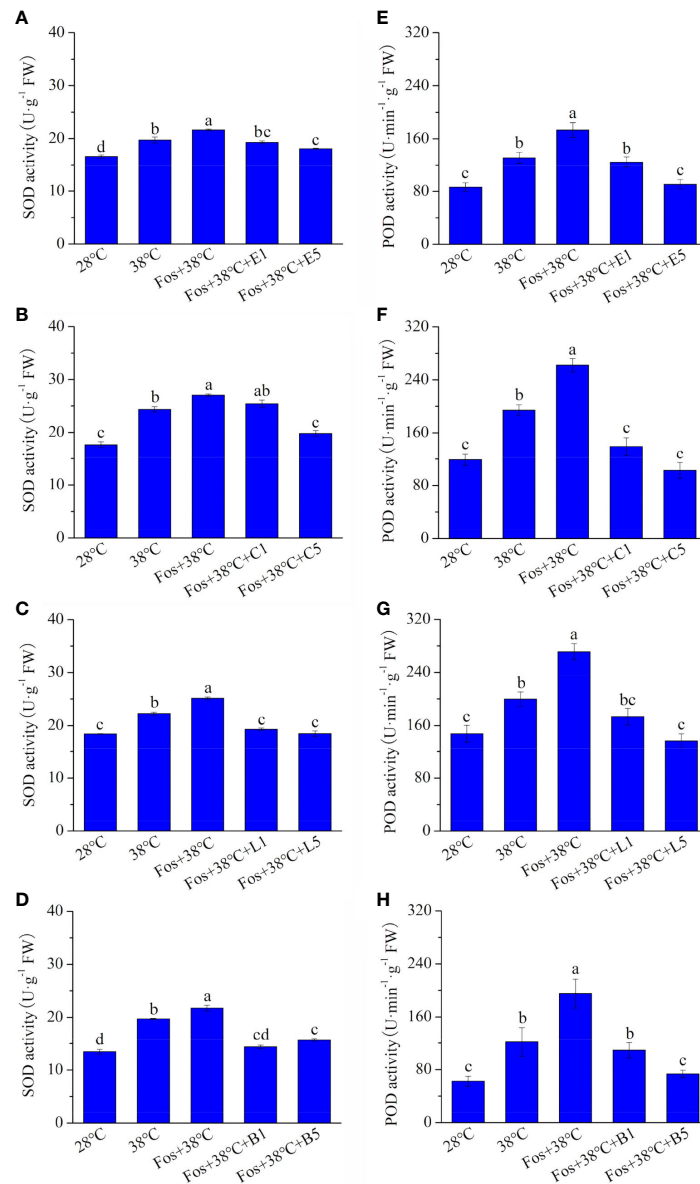 A
SOD activity (U·g⁻¹ FW)
40
30
20
10
0
d
b
a
bc
c
28°C
38°C
Fos+38°C
Fos+38°C+E1
Fos+38°C+E5
E
POD activity (U·min⁻¹·g⁻¹ FW)
320
240
160
80
0
c
b
a
b
c
28°C
38°C
Fos+38°C
Fos+38°C+E1
Fos+38°C+E5
B
SOD activity (U·g⁻¹ FW)
40
30
20
10
0
c
b
a
ab
c
28°C
38°C
Fos+38°C
Fos+38°C+C1
Fos+38°C+C5
F
POD activity (U·min⁻¹·g⁻¹ FW)
320
240
160
80
0
c
b
a
c
c
28°C
38°C
Fos+38°C
Fos+38°C+C1
Fos+38°C+C5
C
SOD activity (U·g⁻¹ FW)
40
30
20
10
0
c
b
a
c
c
28°C
38°C
Fos+38°C
Fos+38°C+L1
Fos+38°C+L5
G
POD activity (U·min⁻¹·g⁻¹ FW)
320
240
160
80
0
c
b
a
bc
c
28°C
38°C
Fos+38°C
Fos+38°C+L1
Fos+38°C+L5
D
SOD activity (U·g⁻¹ FW)
40
30
20
10
0
d
b
a
cd
c
28°C
38°C
Fos+38°C
Fos+38°C+B1
Fos+38°C+B5
H
POD activity (U·min⁻¹·g⁻¹ FW)
320
240
160
80
0
c
b
a
b
c
28°C
38°C
Fos+38°C
Fos+38°C+B1
Fos+38°C+B5